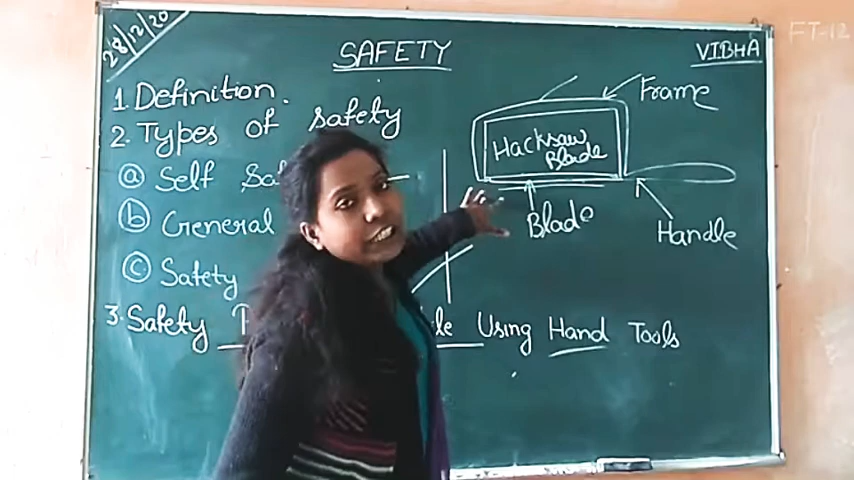 28/12/20
SAFETY
VIBHA
FT-12
1. Definition.
2. Types of safety
a Self
b General
c Safety
3. Safety Using Hand Tools
Frame
Hacksaw
Blade
Blade
Handle